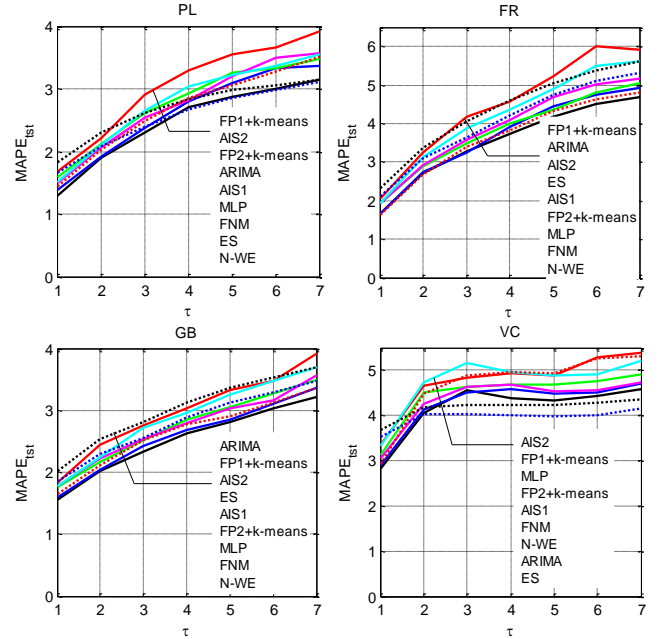 PL
4
3
2
1
0
MAPEtst
1 2 3 4 5 6 7
τ
FP1+k-means
AIS2
FP2+k-means
ARIMA
AIS1
MLP
FNM
ES
N-WE
FR
6
5
4
3
2
1
0
MAPEtst
1 2 3 4 5 6 7
τ
FP1+k-means
ARIMA
AIS2
ES
AIS1
FP2+k-means
MLP
FNM
N-WE
GB
4
3
2
1
0
MAPEtst
1 2 3 4 5 6 7
τ
ARIMA
FP1+k-means
AIS2
ES
AIS1
FP2+k-means
MLP
FNM
N-WE
VC
5
4
3
2
1
0
MAPEtst
1 2 3 4 5 6 7
τ
AIS2
FP1+k-means
MLP
FP2+k-means
AIS1
FNM
N-WE
ARIMA
ES